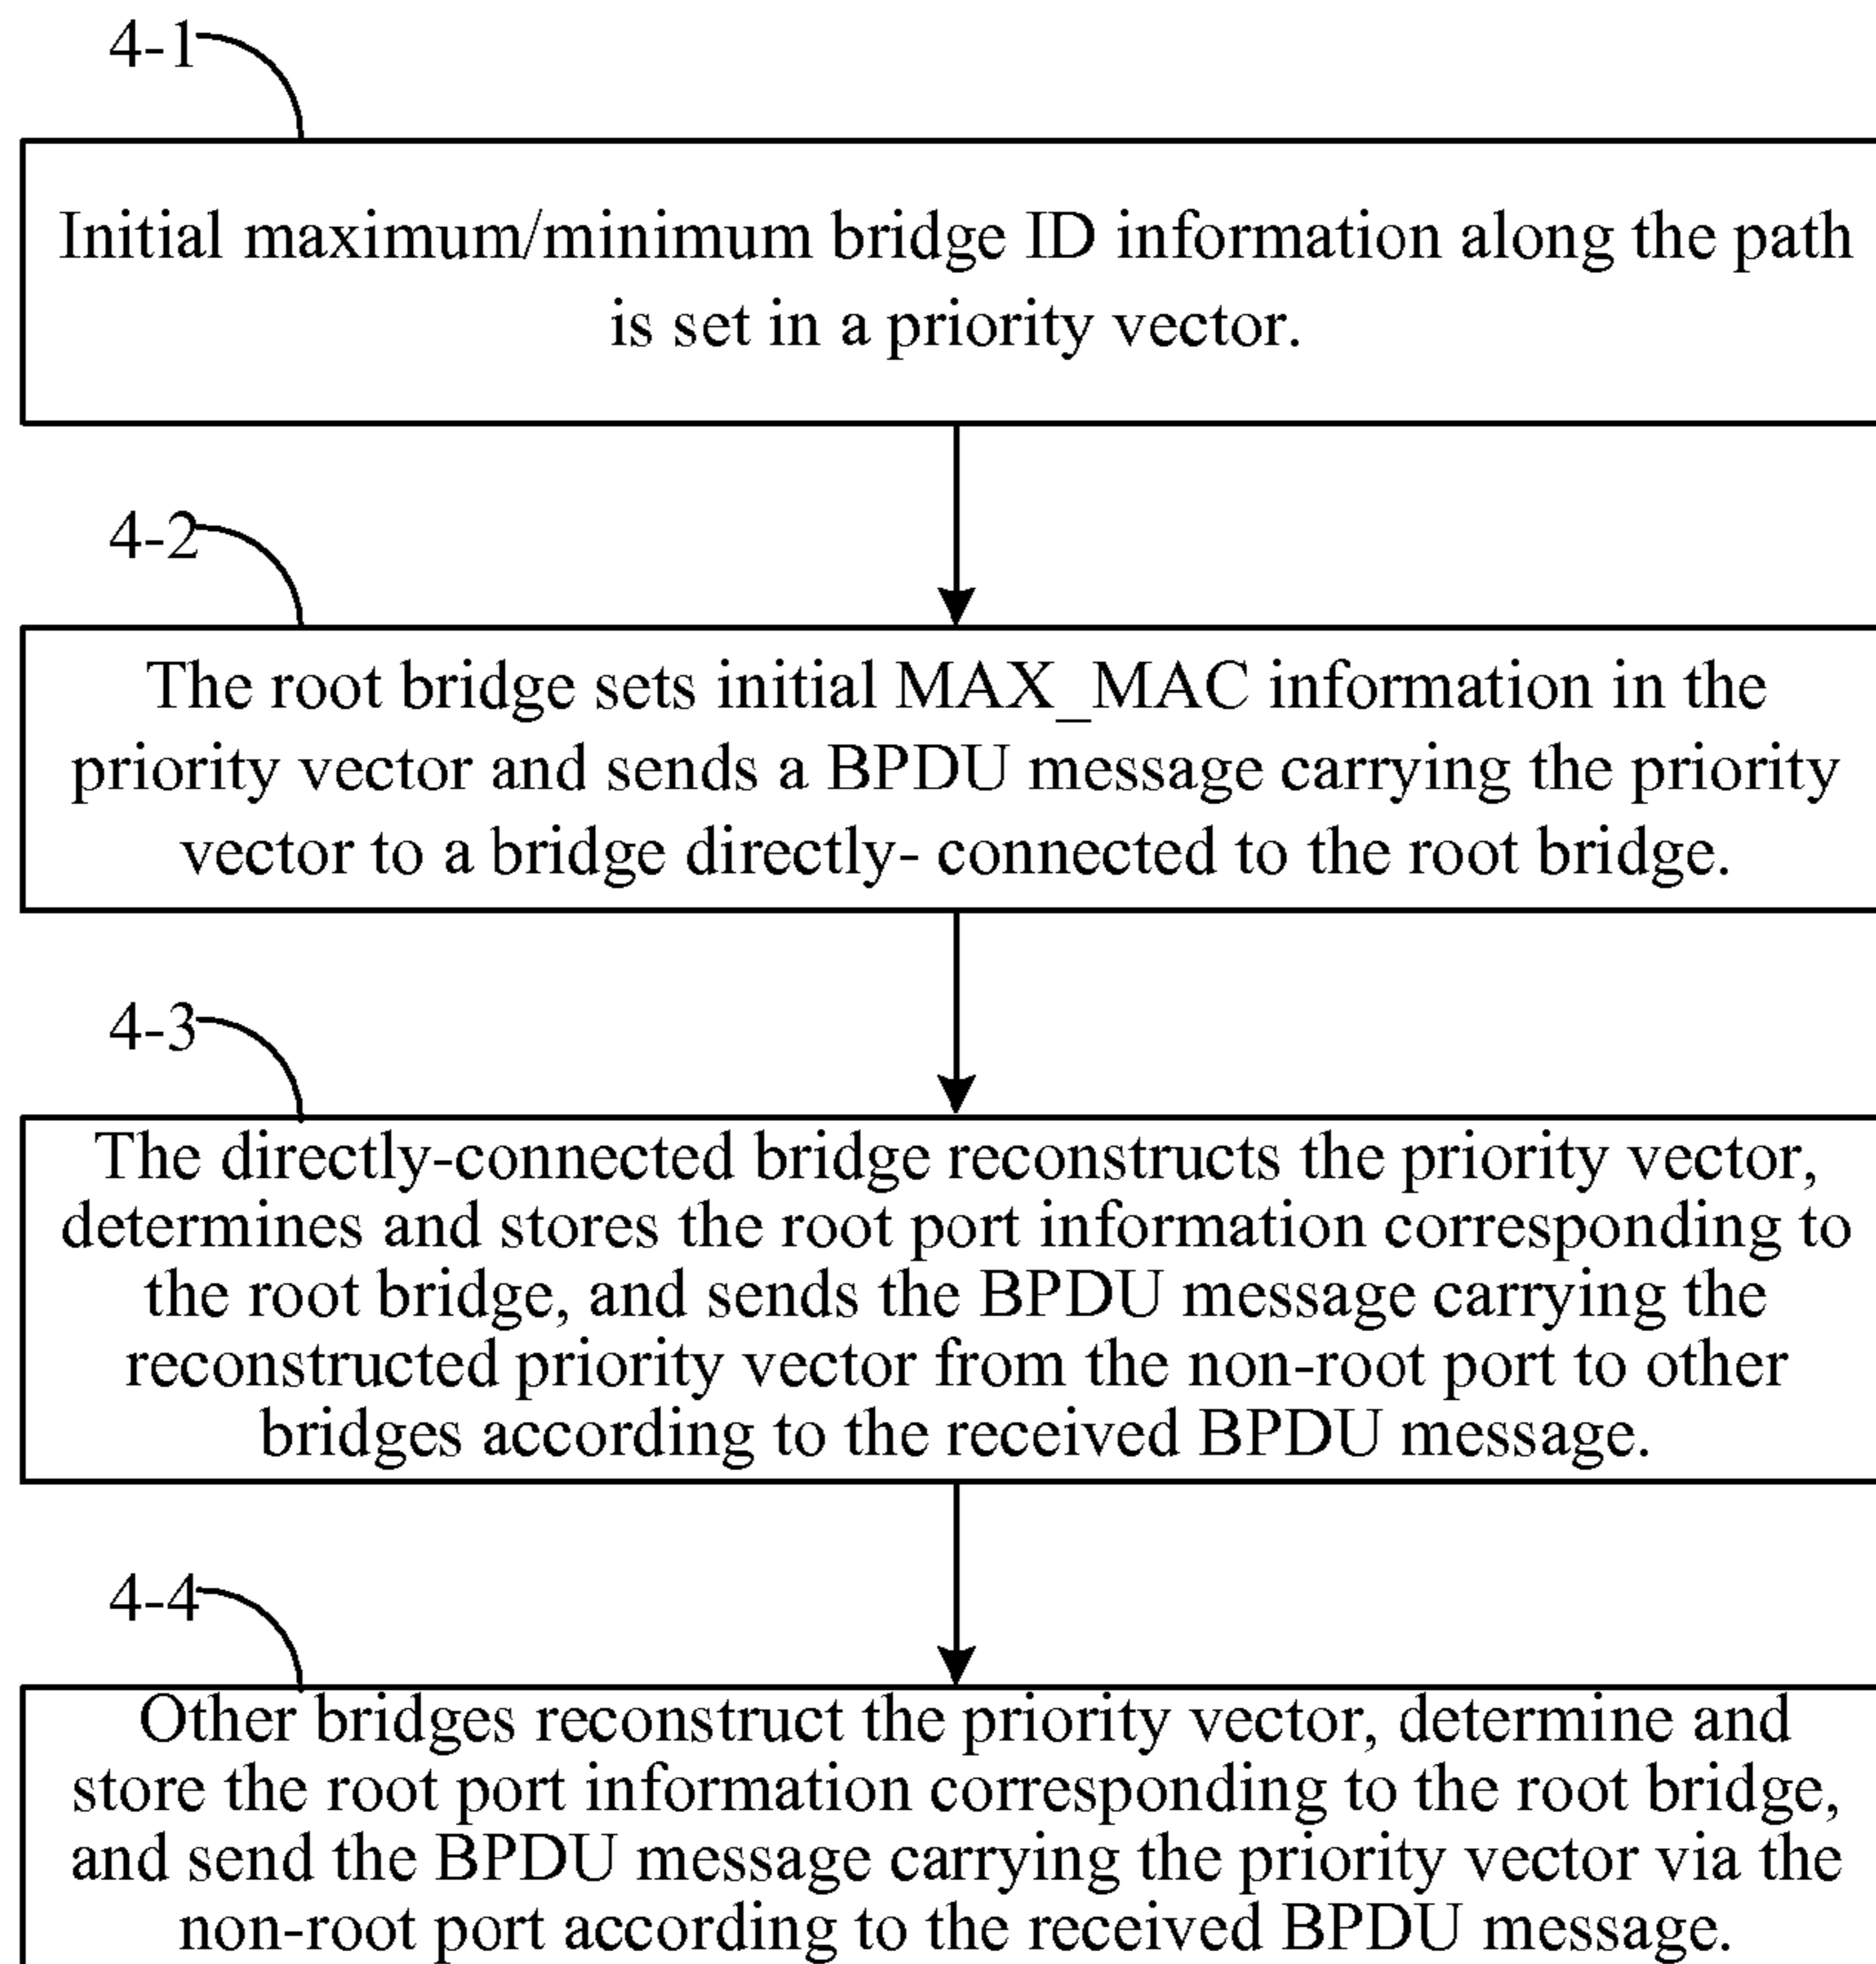 4-1
Initial maximum/minimum bridge ID information along the path
is set in a priority vector.
4-2
The root bridge sets initial MAX_MAC information in the
priority vector and sends a BPDU message carrying the priority
vector to a bridge directly- connected to the root bridge.
4-3
The directly-connected bridge reconstructs the priority vector,
determines and stores the root port information corresponding to
the root bridge, and sends the BPDU message carrying the
reconstructed priority vector from the non-root port to other
bridges according to the received BPDU message.
4-4
Other bridges reconstruct the priority vector, determine and
store the root port information corresponding to the root bridge,
and send the BPDU message carrying the priority vector via the
non-root port according to the received BPDU message.